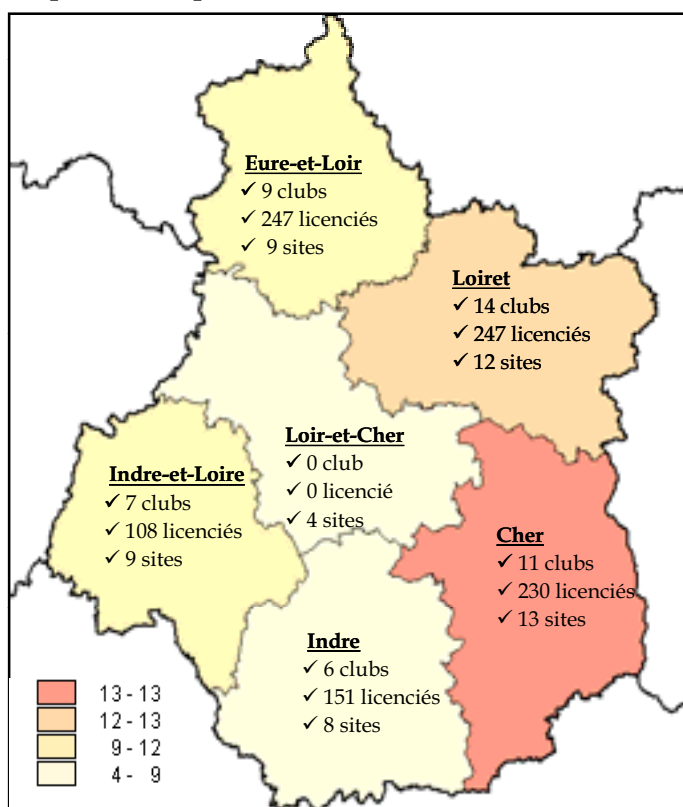 Eure-et-Loir
✓ 9 clubs
✓ 247 licenciés
✓ 9 sites
Loiret
✓ 14 clubs
✓ 247 licenciés
✓ 12 sites
Loir-et-Cher
✓ 0 club
✓ 0 licencié
✓ 4 sites
Indre-et-Loire
✓ 7 clubs
✓ 108 licenciés
✓ 9 sites
Cher
✓ 11 clubs
✓ 230 licenciés
✓ 13 sites
Indre
✓ 6 clubs
✓ 151 licenciés
✓ 8 sites
13 - 13
12 - 13
9 - 12
4 - 9